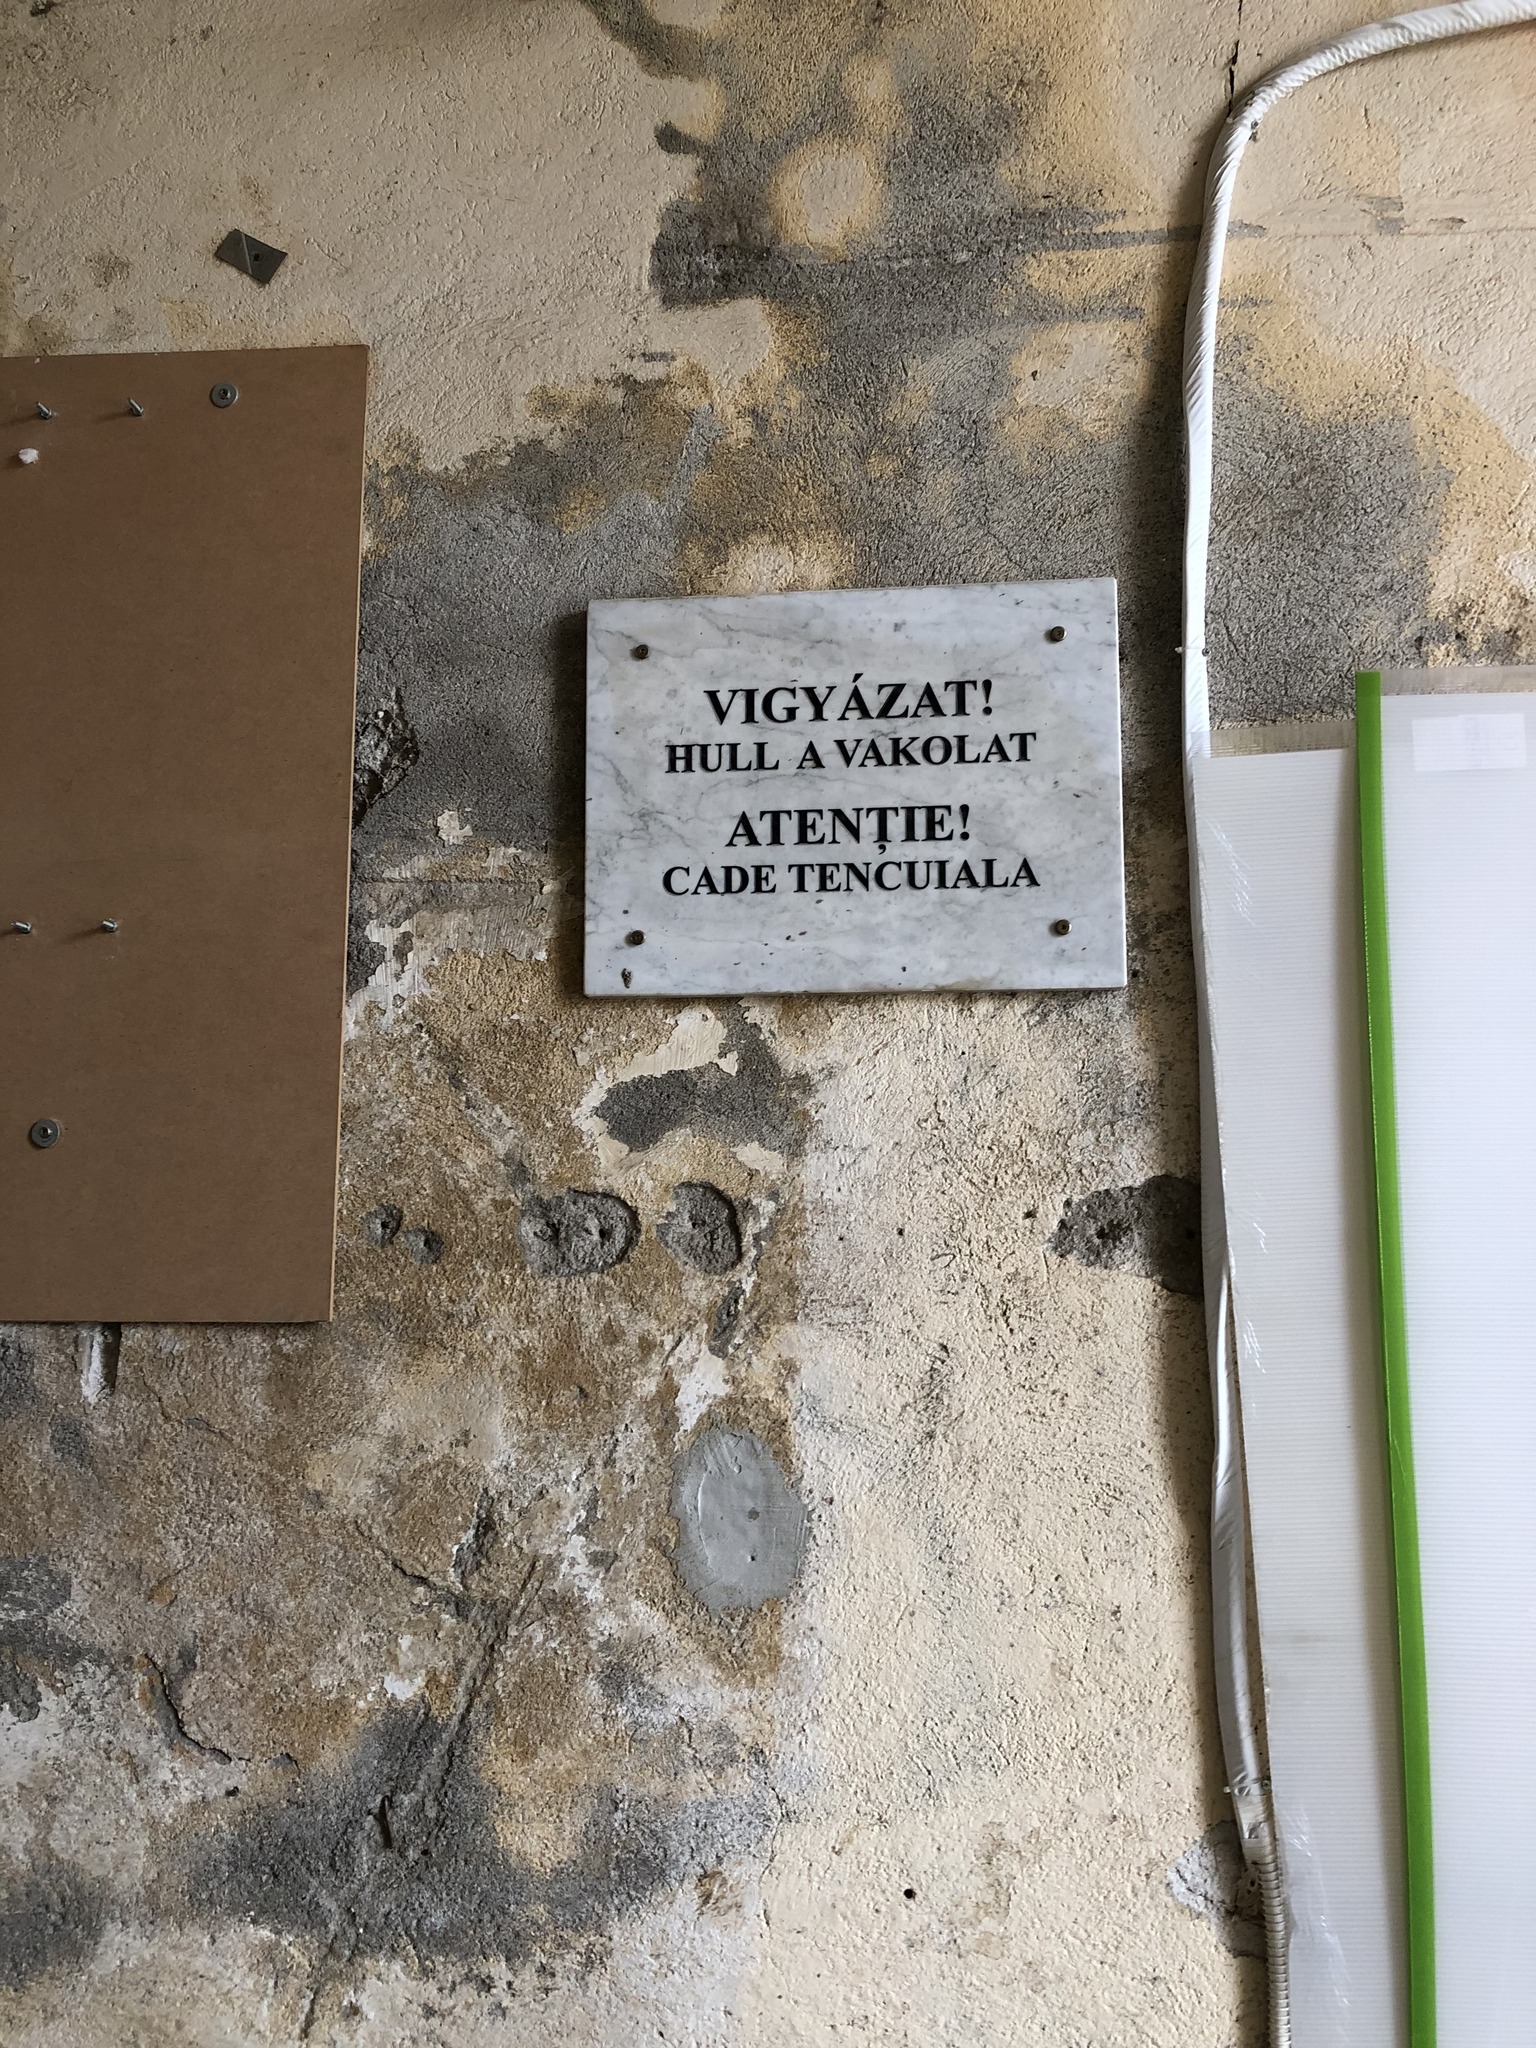 VIGYÁZAT!
HULL A VAKOLAT
ATENȚIE!
CADE TENCUIALA